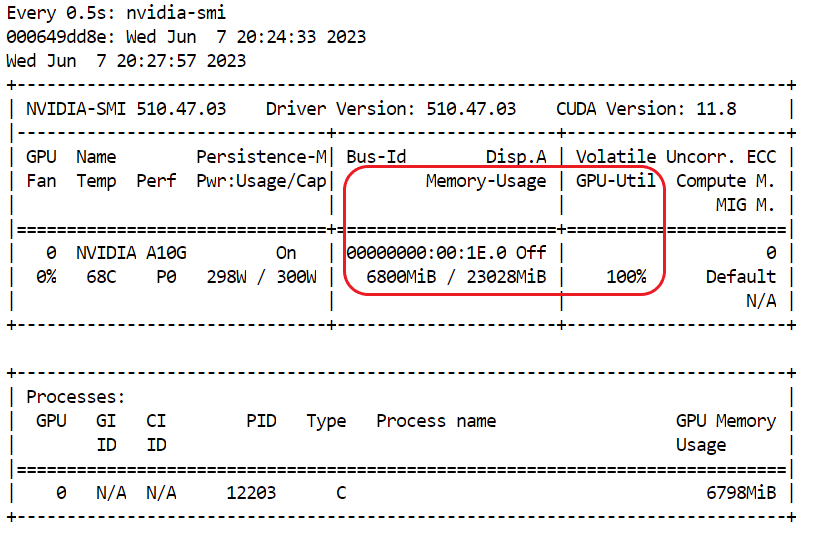 Every 0.5s: nvidia-smi
000649dd8e: Wed Jun  7 20:24:33 2023
Wed Jun  7 20:27:57 2023
+-----------------------------------------------------------------------------+
| NVIDIA-SMI 510.47.03    Driver Version: 510.47.03    CUDA Version: 11.8     |
|-------------------------------+----------------------+----------------------+
| GPU  Name        Persistence-M| Bus-Id        Disp.A | Volatile Uncorr. ECC |
| Fan  Temp  Perf  Pwr:Usage/Cap|         Memory-Usage | GPU-Util  Compute M. |
|                               |                      |               MIG M. |
|===============================+======================+======================|
|   0  NVIDIA A10G         On   | 00000000:00:1E.0 Off |                    0 |
|  0%   68C    P0   298W / 300W |   6800MiB / 23028MiB |    100%      Default |
|                               |                      |                  N/A |
+-------------------------------+----------------------+----------------------+
+-----------------------------------------------------------------------------+
| Processes:                                                                  |
|  GPU   GI   CI        PID   Type   Process name                  GPU Memory |
|        ID   ID                                                   Usage      |
|=============================================================================|
|    0   N/A  N/A     12203      C                                    6798MiB |
+-----------------------------------------------------------------------------+